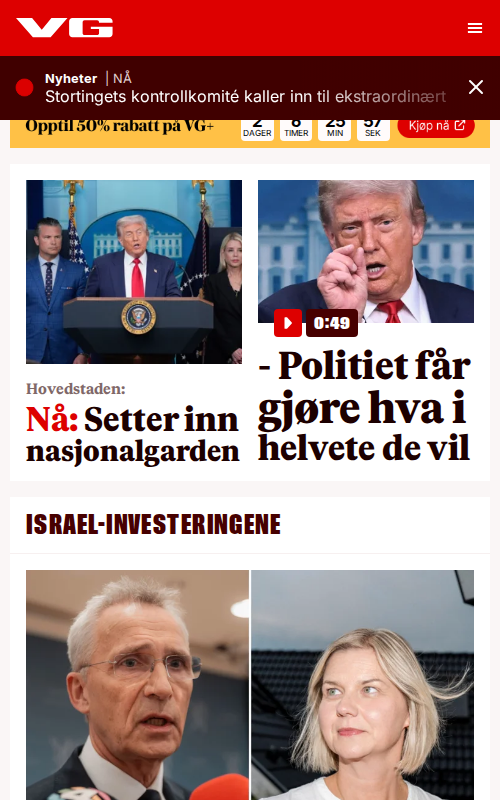 VG
Nyheter | NÅ
Stortingets kontrollkomité kaller inn til ekstraordinært
Opptil 50% rabatt på VG+
2 DAGER 8 TIMER 25 MIN 57 SEK
Kjøp nå
0:49
Hovedstaden:
Nå: Setter inn
nasjonalgarden
- Politiet får
gjøre hva i
helvete de vil
ISRAEL-INVESTERINGENE